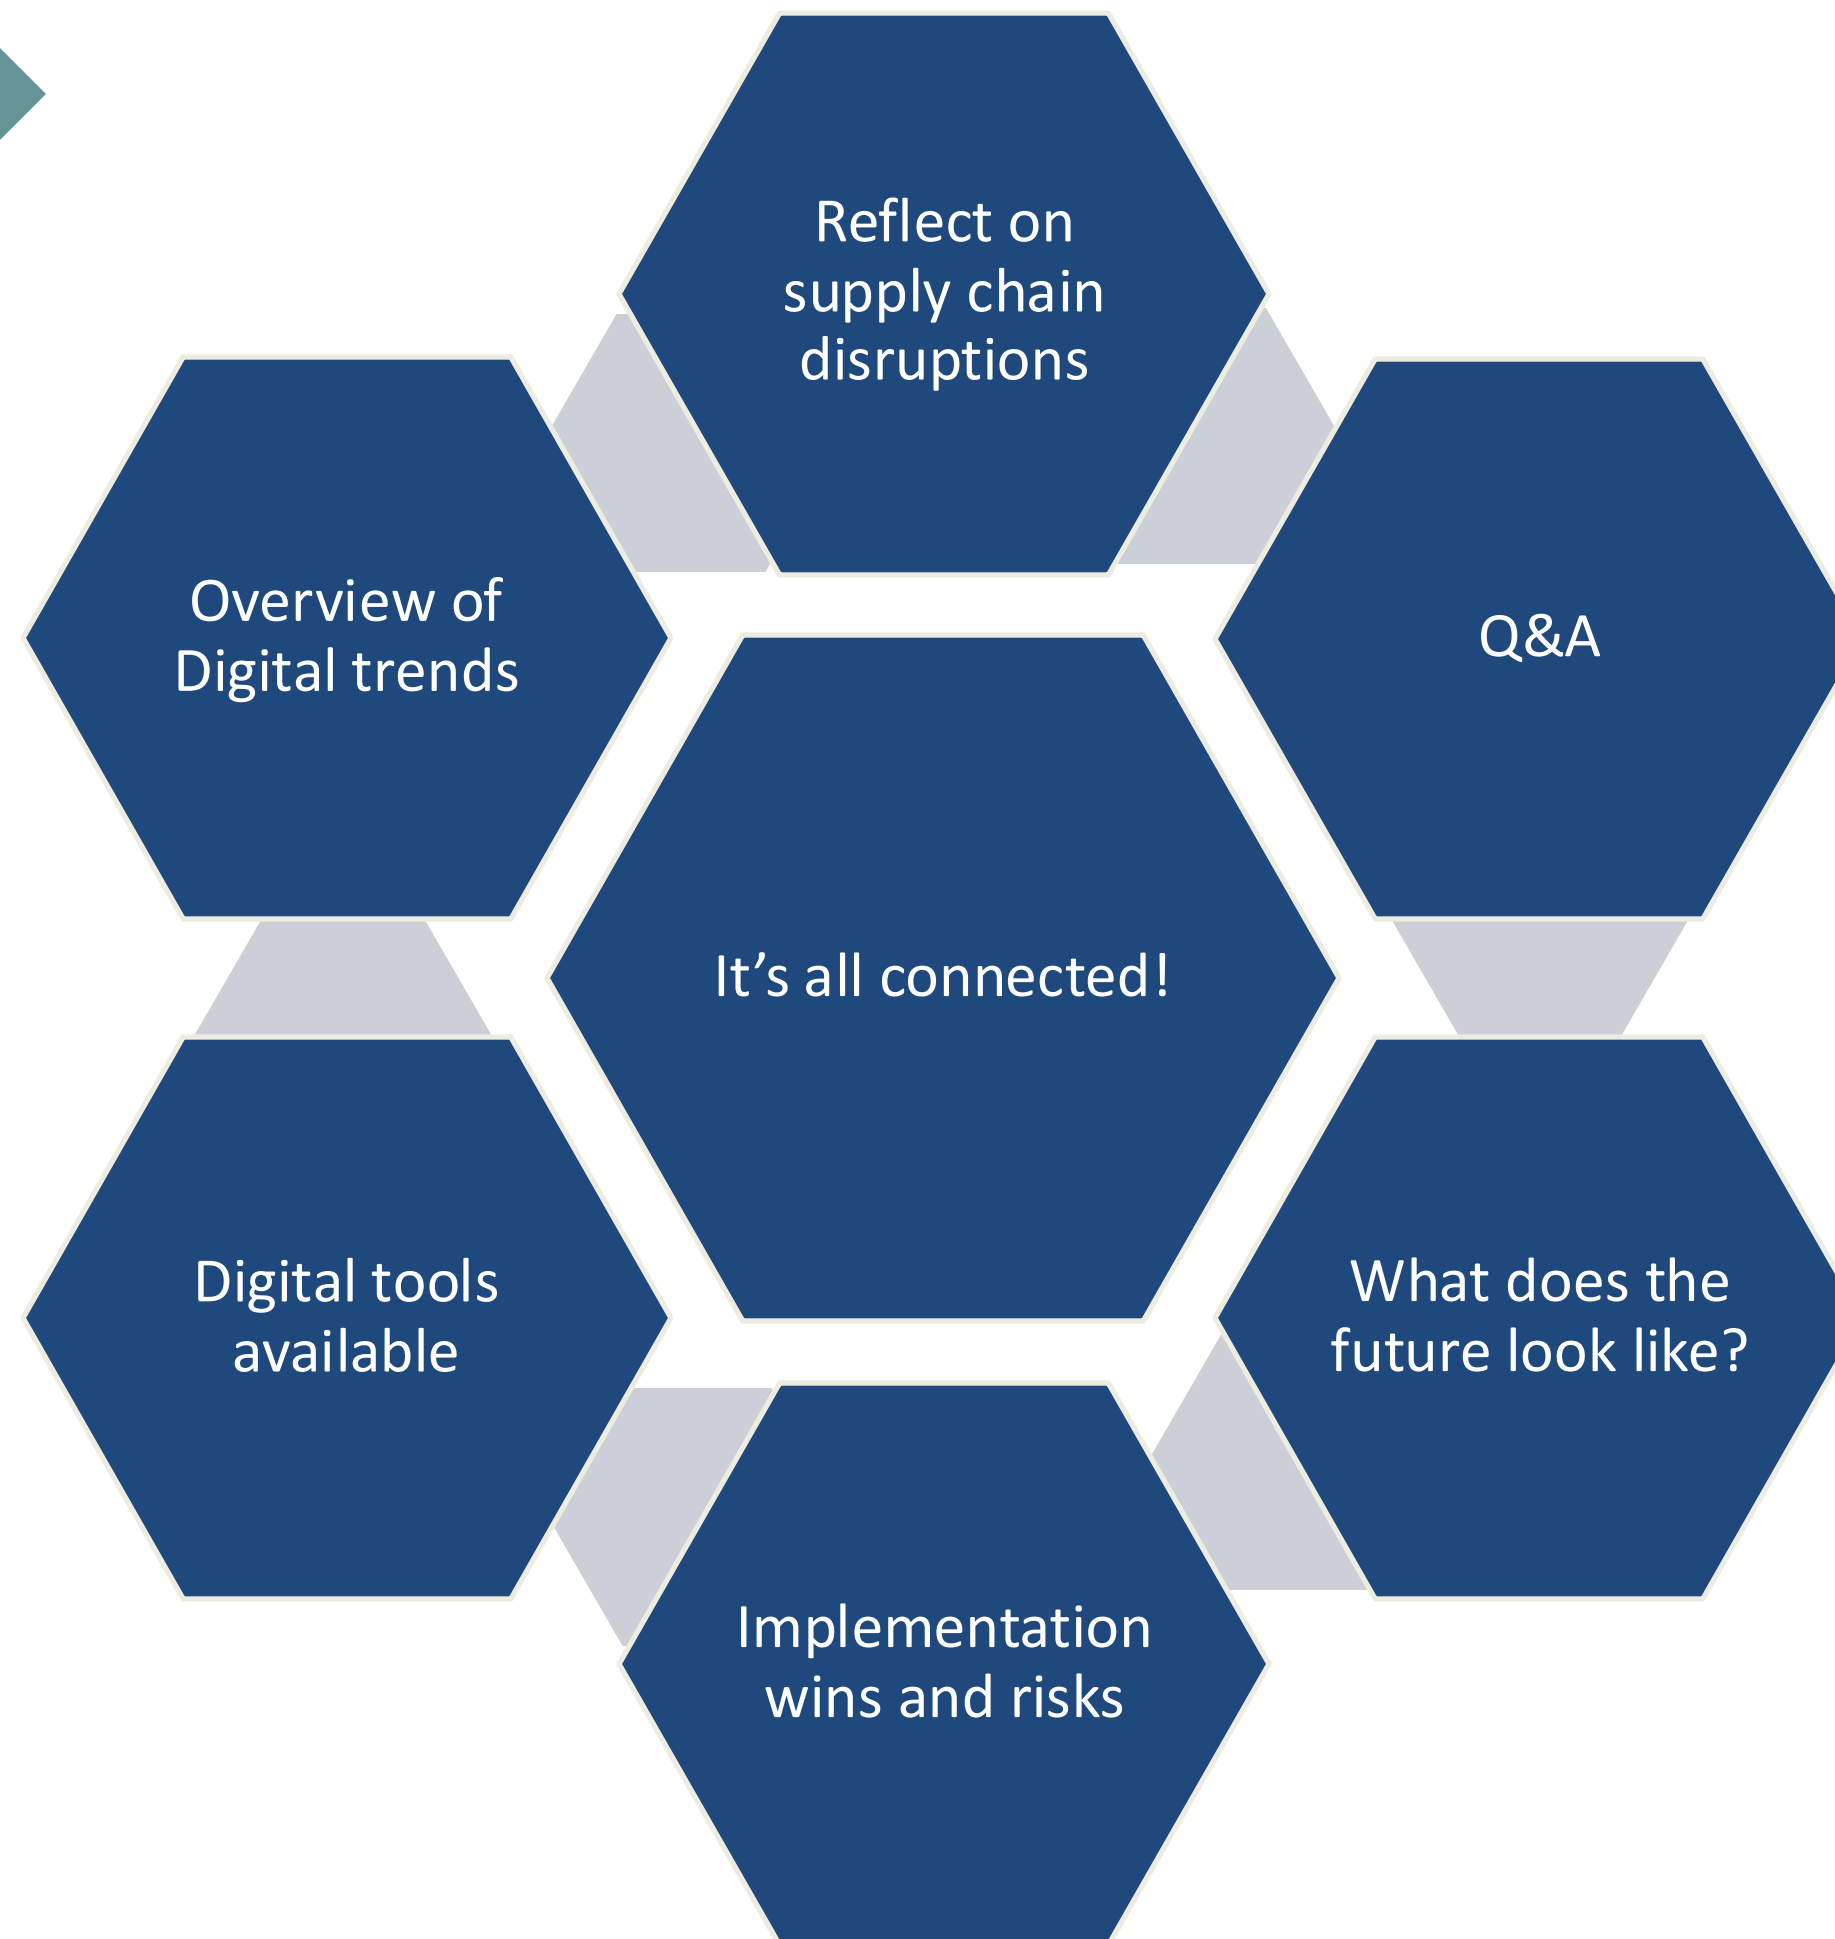 Reflect on
supply chain
disruptions
Overview of
Digital trends
Q&A
It’s all connected!
Digital tools
available
What does the
future look like?
Implementation
wins and risks